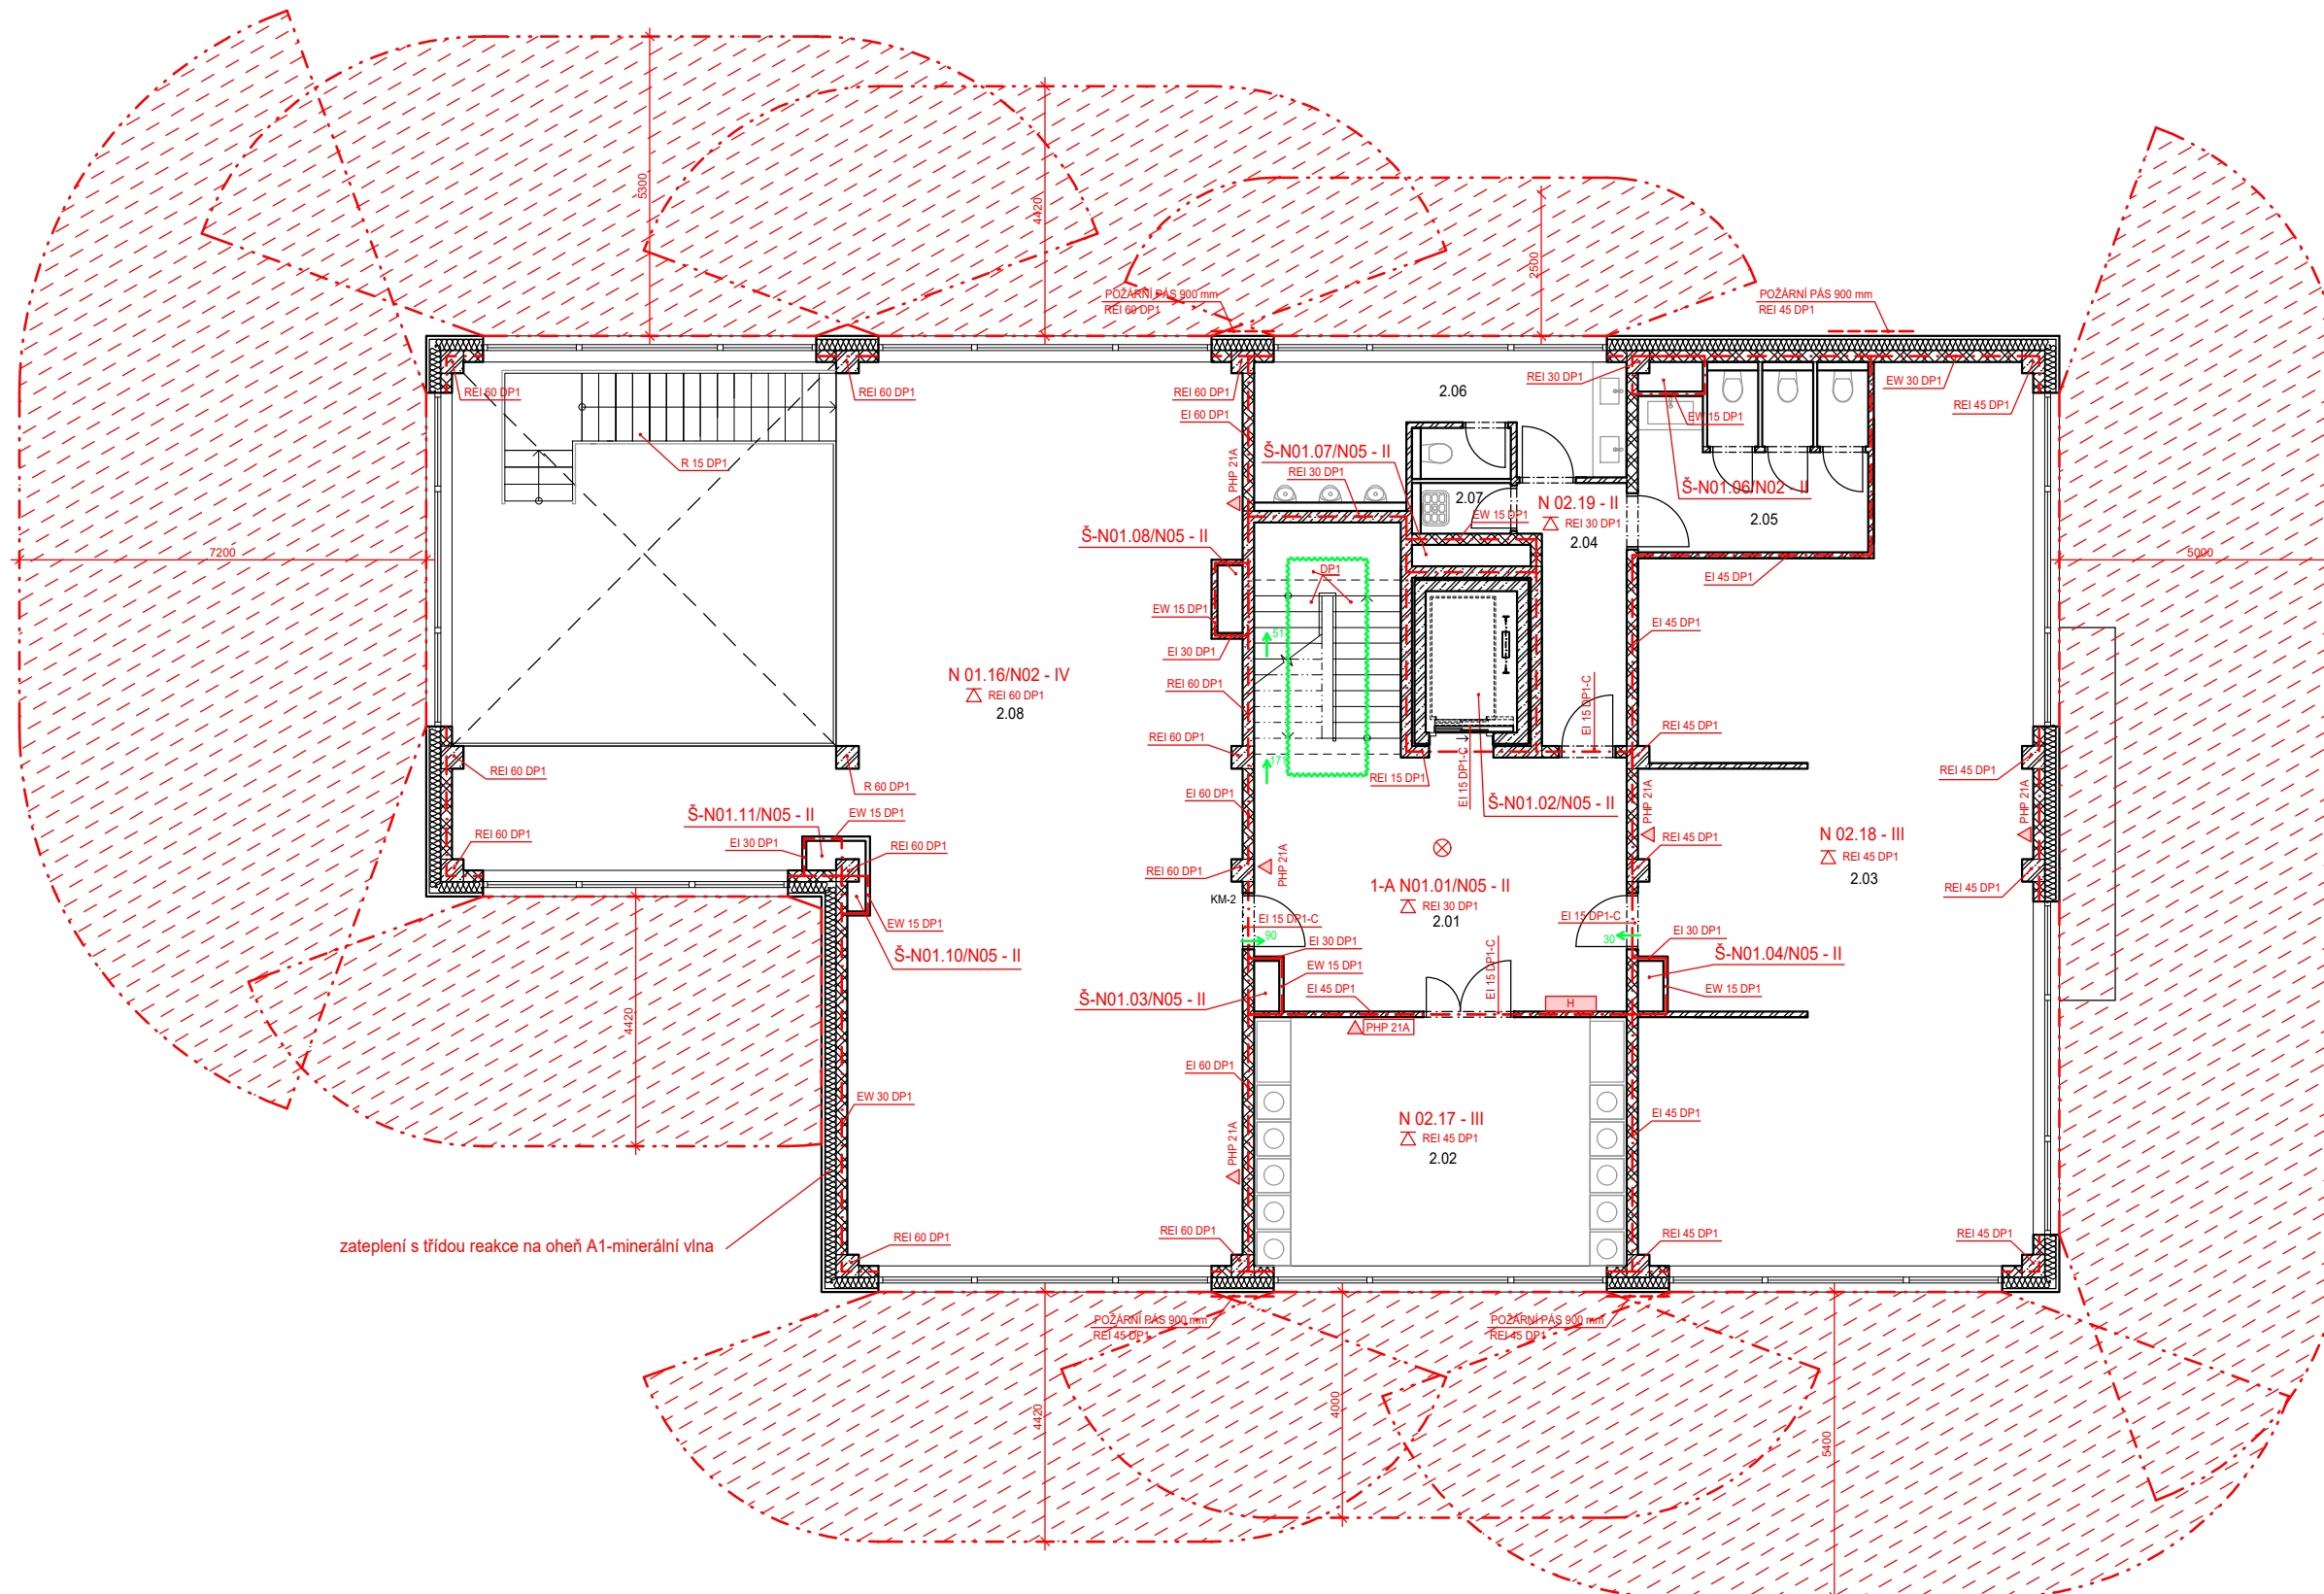 5300
4420
2500
POŽÁRNÍ PÁS 900 mm
REI 60 DP1
POŽÁRNÍ PÁS 900 mm
REI 45 DP1
REI 60 DP1
REI 60 DP1
REI 60 DP1
EI 60 DP1
2.06
REI 30 DP1
EW 15 DP1
EW 30 DP1
REI 45 DP1
R 15 DP1
PHP 21A
Š-N01.07/N05 - II
REI 30 DP1
2.07
EW 15 DP1
N 02.19 - II
REI 30 DP1
2.04
Š-N01.06/N02 - II
2.05
7200
5000
Š-N01.08/N05 - II
DP1
EI 45 DP1
EW 15 DP1
51
EI 30 DP1
EI 45 DP1
N 01.16/N02 - IV
REI 60 DP1
2.08
REI 60 DP1
EI 15 DP1-C
REI 60 DP1
171
REI 15 DP1
EI 15 DP1-C
Š-N01.02/N05 - II
REI 45 DP1
REI 45 DP1
REI 60 DP1
R 60 DP1
EI 60 DP1
PHP 21A
PHP 21A
Š-N01.11/N05 - II
EW 15 DP1
REI 60 DP1
EI 30 DP1
REI 60 DP1
REI 60 DP1
PHP 21A
REI 45 DP1
N 02.18 - III
REI 45 DP1
2.03
REI 45 DP1
KM-2
1-A N01.01/N05 - II
REI 30 DP1
2.01
EI 15 DP1-C
90
EI 15 DP1-C
30
EW 15 DP1
Š-N01.10/N05 - II
EI 30 DP1
EW 15 DP1
EI 45 DP1
Š-N01.03/N05 - II
EI 15 DP1-C
H
EI 30 DP1
Š-N01.04/N05 - II
EW 15 DP1
PHP 21A
4420
EI 60 DP1
EW 30 DP1
PHP 21A
N 02.17 - III
REI 45 DP1
2.02
EI 45 DP1
zateplení s třídou reakce na oheň A1-minerální vlna
REI 60 DP1
REI 60 DP1
REI 45 DP1
REI 45 DP1
POŽÁRNÍ PÁS 900 mm
REI 45 DP1
POŽÁRNÍ PÁS 900 mm
REI 45 DP1
4420
4000
5400